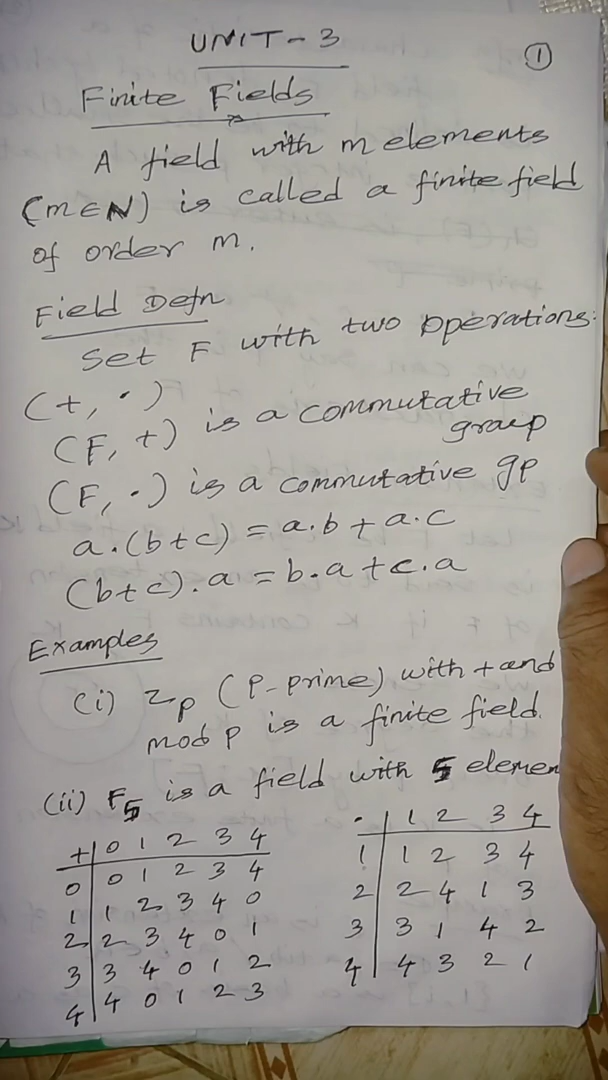 UNIT - 3
1
Finite Fields
A field with m elements
(m∈N) is called a finite field
of order m.
Field Defn
Set F with two operations.
(+, ·)
(F, +) is a commutative
group
(F, ·) is a commutative gp
a.(b+c) = a.b + a.c
(b+c).a = b.a + c.a
Examples
(i) Zp (P-prime) with + and
mod p is a finite field.
(ii) F5 is a field with 5 elemen
+ | 0 1 2 3 4
0 | 0 1 2 3 4
1 | 1 2 3 4 0
2 | 2 3 4 0 1
3 | 3 4 0 1 2
4 | 4 0 1 2 3
· | 1 2 3 4
1 | 1 2 3 4
2 | 2 4 1 3
3 | 3 1 4 2
4 | 4 3 2 1